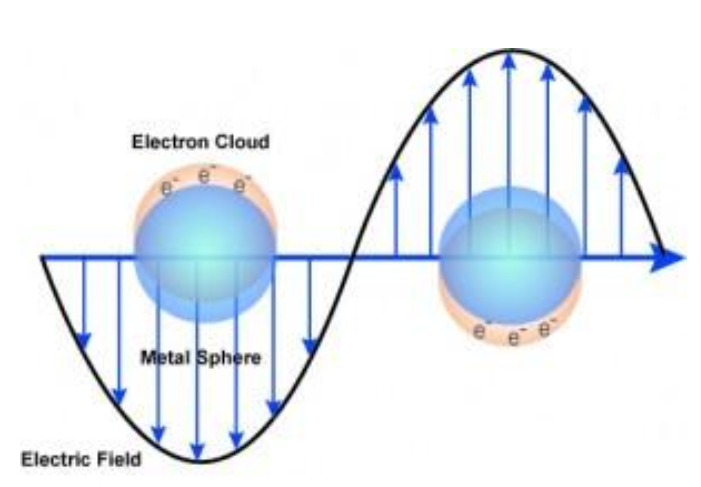 Electron Cloud
e⁻ e⁻ e⁻
e⁻ e⁻ e⁻
Metal Sphere
Electric Field